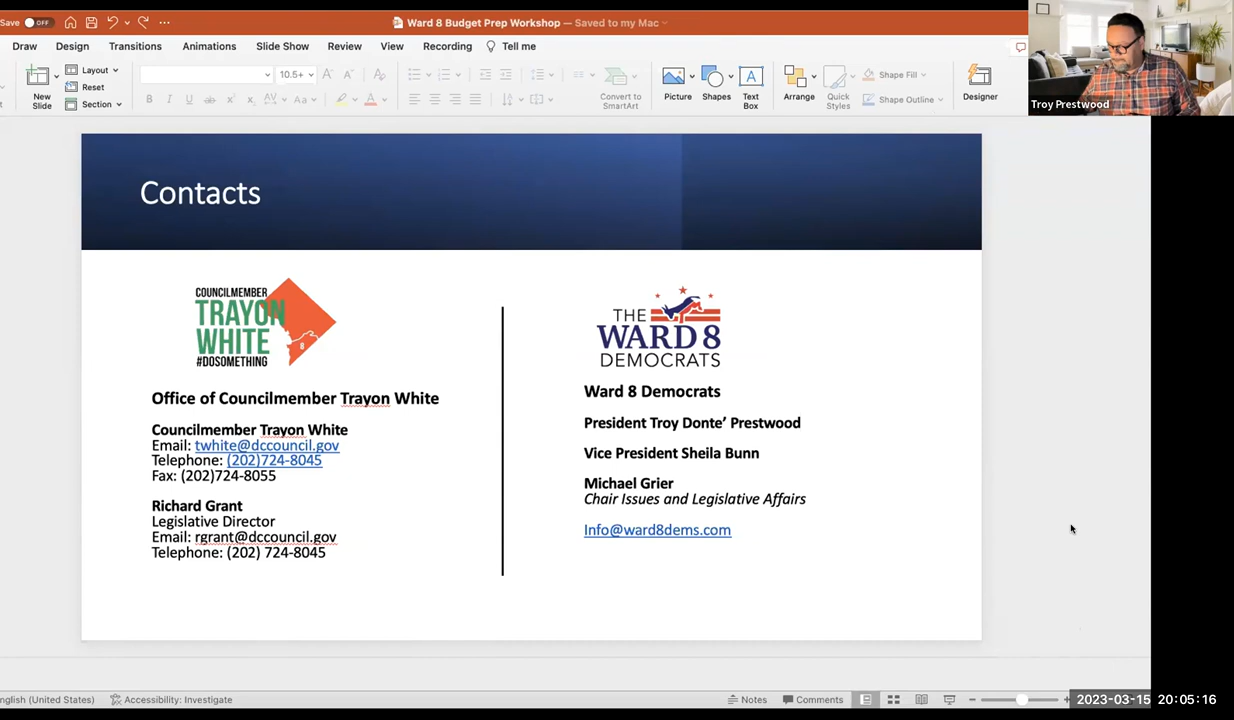 Save OFF
Ward 8 Budget Prep Workshop — Saved to my Mac
Draw Design Transitions Animations Slide Show Review View Recording Tell me
New Slide
Layout
Reset
Section
10.5+
Convert to SmartArt
Picture
Shapes
Text Box
Arrange
Quick Styles
Shape Fill
Shape Outline
Designer
Troy Prestwood
Contacts
COUNCILMEMBER
TRAYON
WHITE
8
#DOSOMETHING
Office of Councilmember Trayon White
Councilmember Trayon White
Email: twhite@dccouncil.gov
Telephone: (202)724-8045
Fax: (202)724-8055
Richard Grant
Legislative Director
Email: rgrant@dccouncil.gov
Telephone: (202) 724-8045
THE
WARD 8
DEMOCRATS
Ward 8 Democrats
President Troy Donte’ Prestwood
Vice President Sheila Bunn
Michael Grier
Chair Issues and Legislative Affairs
Info@ward8dems.com
nglish (United States) Accessibility: Investigate Notes Comments
2023-03-15 20:05:16